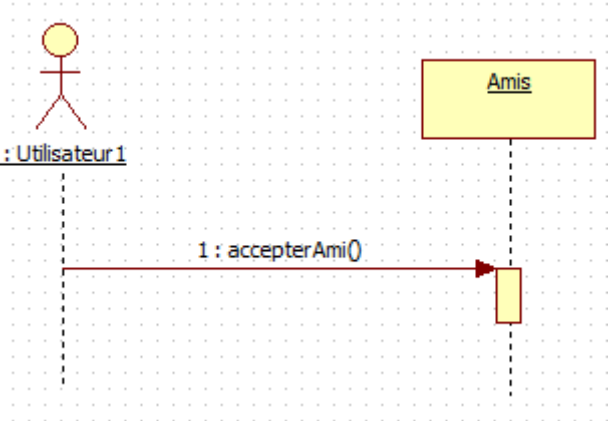 Amis
: Utilisateur1
1 : accepterAmi()